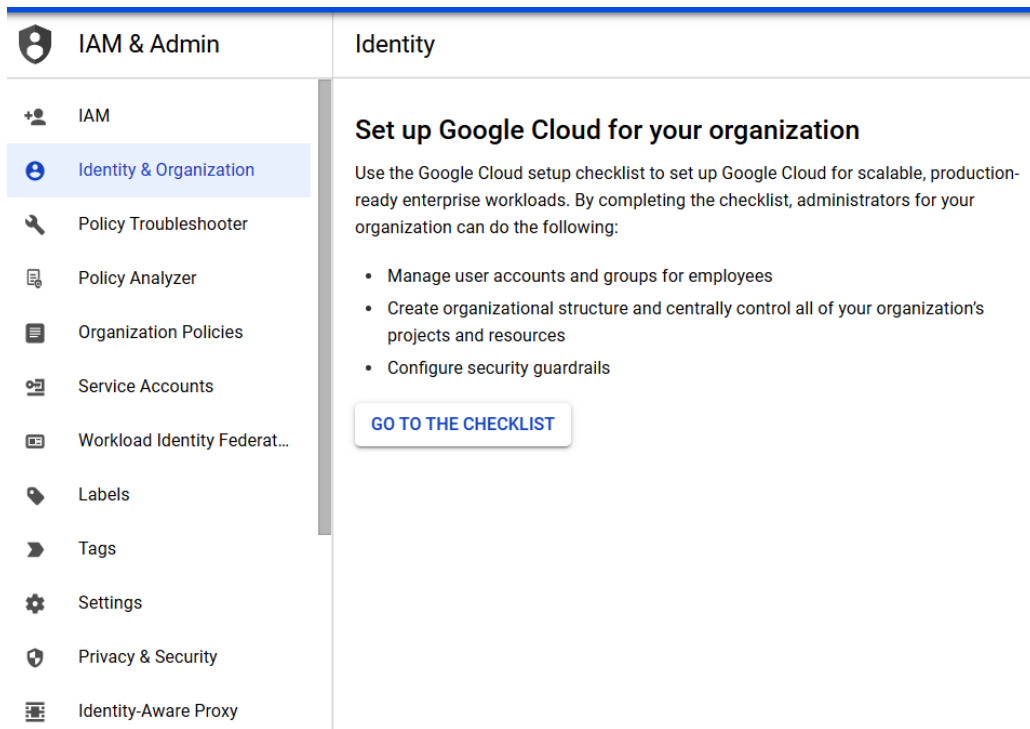 IAM & Admin
Identity
IAM
Identity & Organization
Policy Troubleshooter
Policy Analyzer
Organization Policies
Service Accounts
Workload Identity Federat...
Labels
Tags
Settings
Privacy & Security
Identity-Aware Proxy
Set up Google Cloud for your organization
Use the Google Cloud setup checklist to set up Google Cloud for scalable, production-
ready enterprise workloads. By completing the checklist, administrators for your
organization can do the following:
• Manage user accounts and groups for employees
• Create organizational structure and centrally control all of your organization's
projects and resources
• Configure security guardrails
GO TO THE CHECKLIST